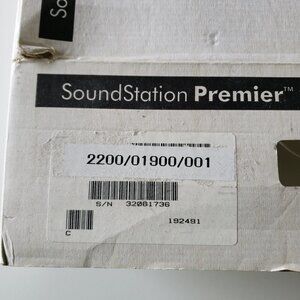 So
SoundStation Premier™
2200/01900/001
S/N 32081736
192491
C